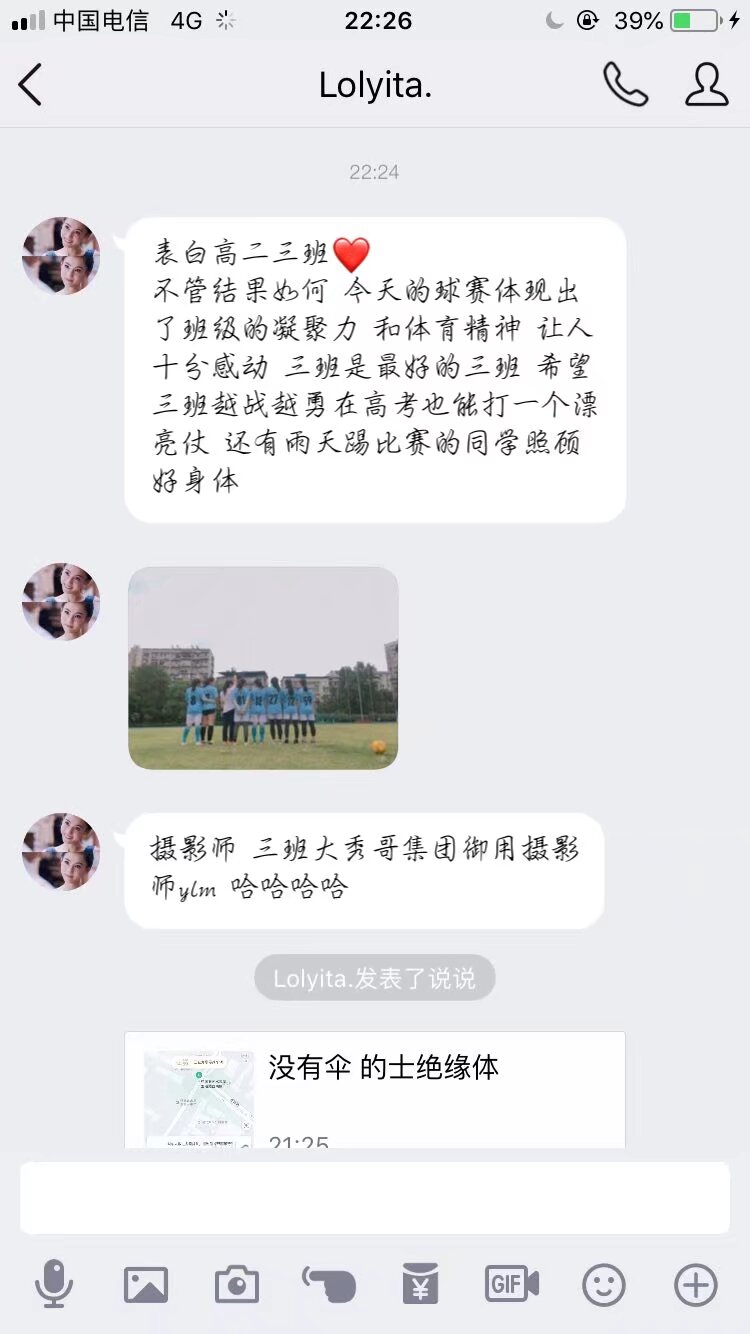 中国电信 4G 22:26 39%
Lolyita.
22:24
表白高二三班❤️
不管结果如何 今天的球赛体现出
了班级的凝聚力 和体育精神 让人
十分感动 三班是最好的三班 希望
三班越战越勇在高考也能打一个漂
亮仗 还有雨天踢比赛的同学照顾
好身体
摄影师 三班大秀哥集团御用摄影
师ylm 哈哈哈哈
Lolyita.发表了说说
没有伞 的士绝缘体
21:25
GIF